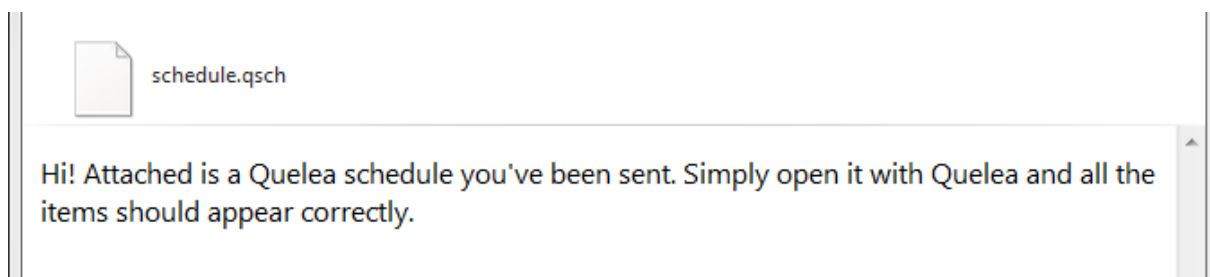 schedule.qsch
Hi! Attached is a Quelea schedule you've been sent. Simply open it with Quelea and all the
items should appear correctly.